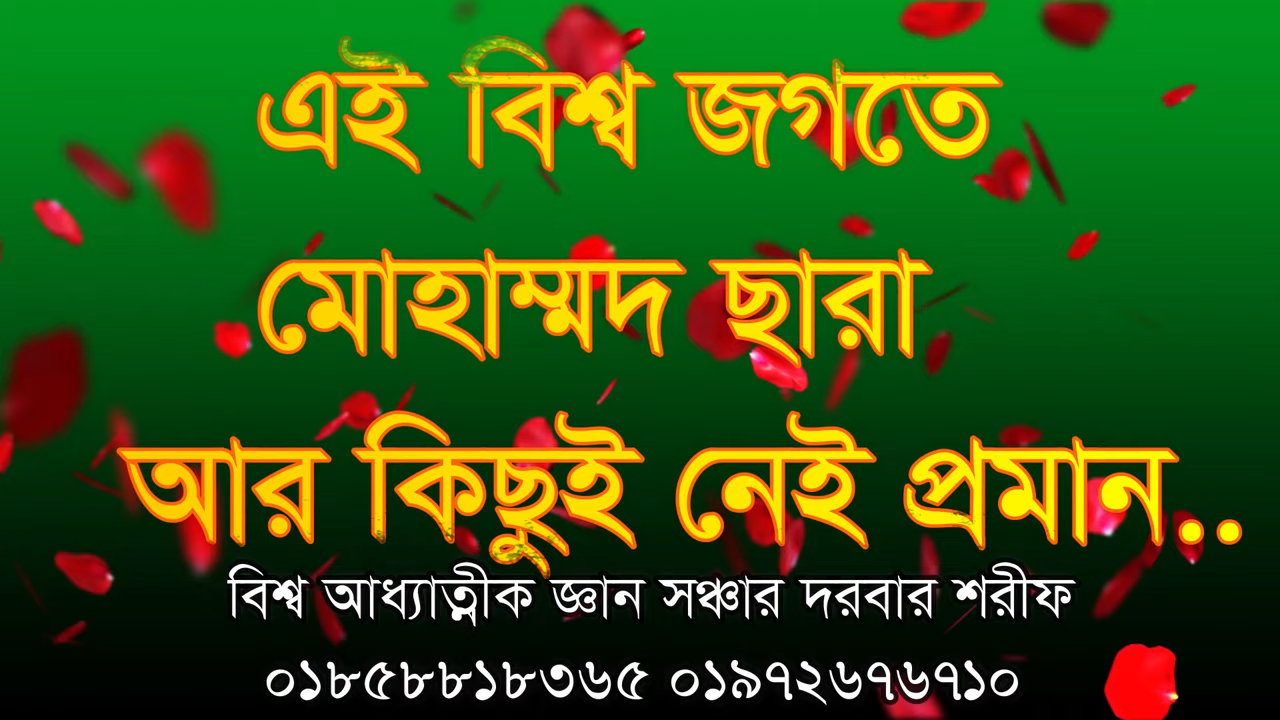 এই বিশ্ব জগতে
মোহাম্মদ ছারা
আর কিছুই নেই প্রমান..
বিশ্ব আধ্যাত্নীক জ্ঞান সঞ্চার দরবার শরীফ
০১৮৫৮৮১৮৩৬৫ ০১৯৭২৬৭৬৭১০